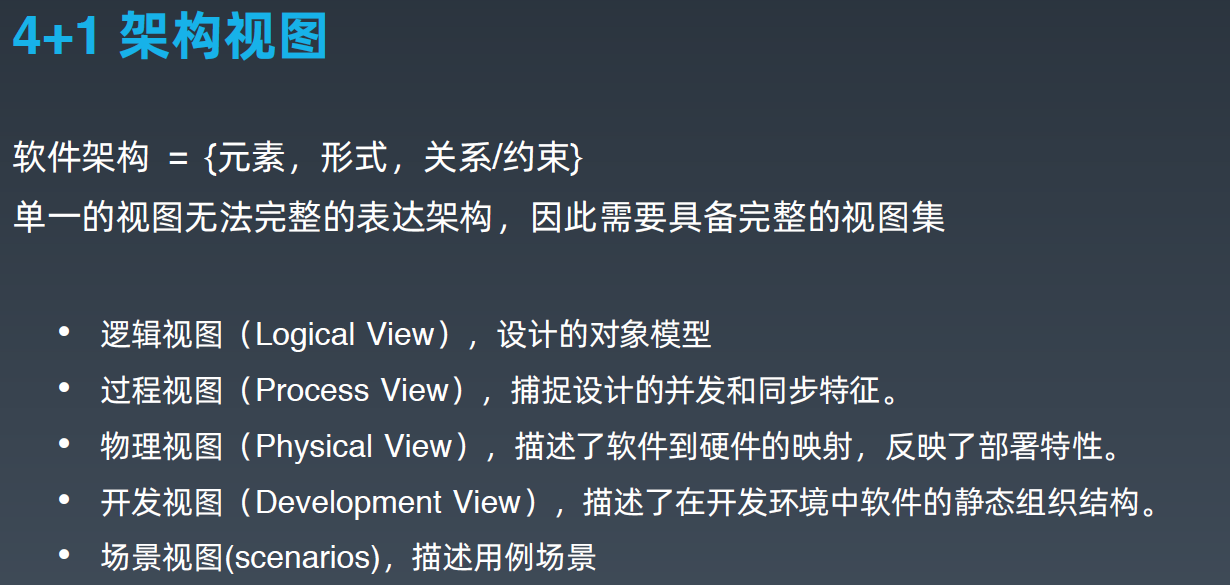 4+1 架构视图
软件架构 = {元素，形式，关系/约束}
单一的视图无法完整的表达架构，因此需要具备完整的视图集
• 逻辑视图（Logical View），设计的对象模型
• 过程视图（Process View），捕捉设计的并发和同步特征。
• 物理视图（Physical View），描述了软件到硬件的映射，反映了部署特性。
• 开发视图（Development View），描述了在开发环境中软件的静态组织结构。
• 场景视图(scenarios)，描述用例场景